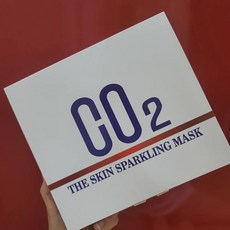 CO2
THE SKIN SPARKLING MASK